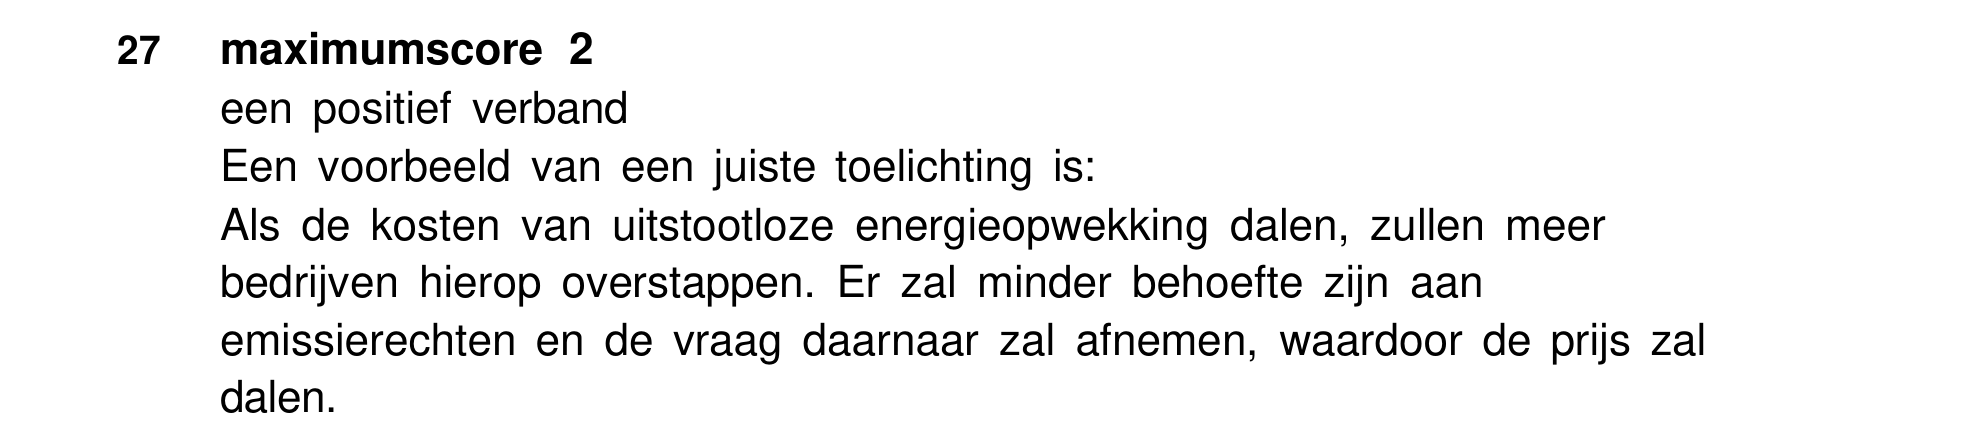 27 maximumscore 2
een positief verband
Een voorbeeld van een juiste toelichting is:
Als de kosten van uitstootloze energieopwekking dalen, zullen meer
bedrijven hierop overstappen. Er zal minder behoefte zijn aan
emissierechten en de vraag daarnaar zal afnemen, waardoor de prijs zal
dalen.